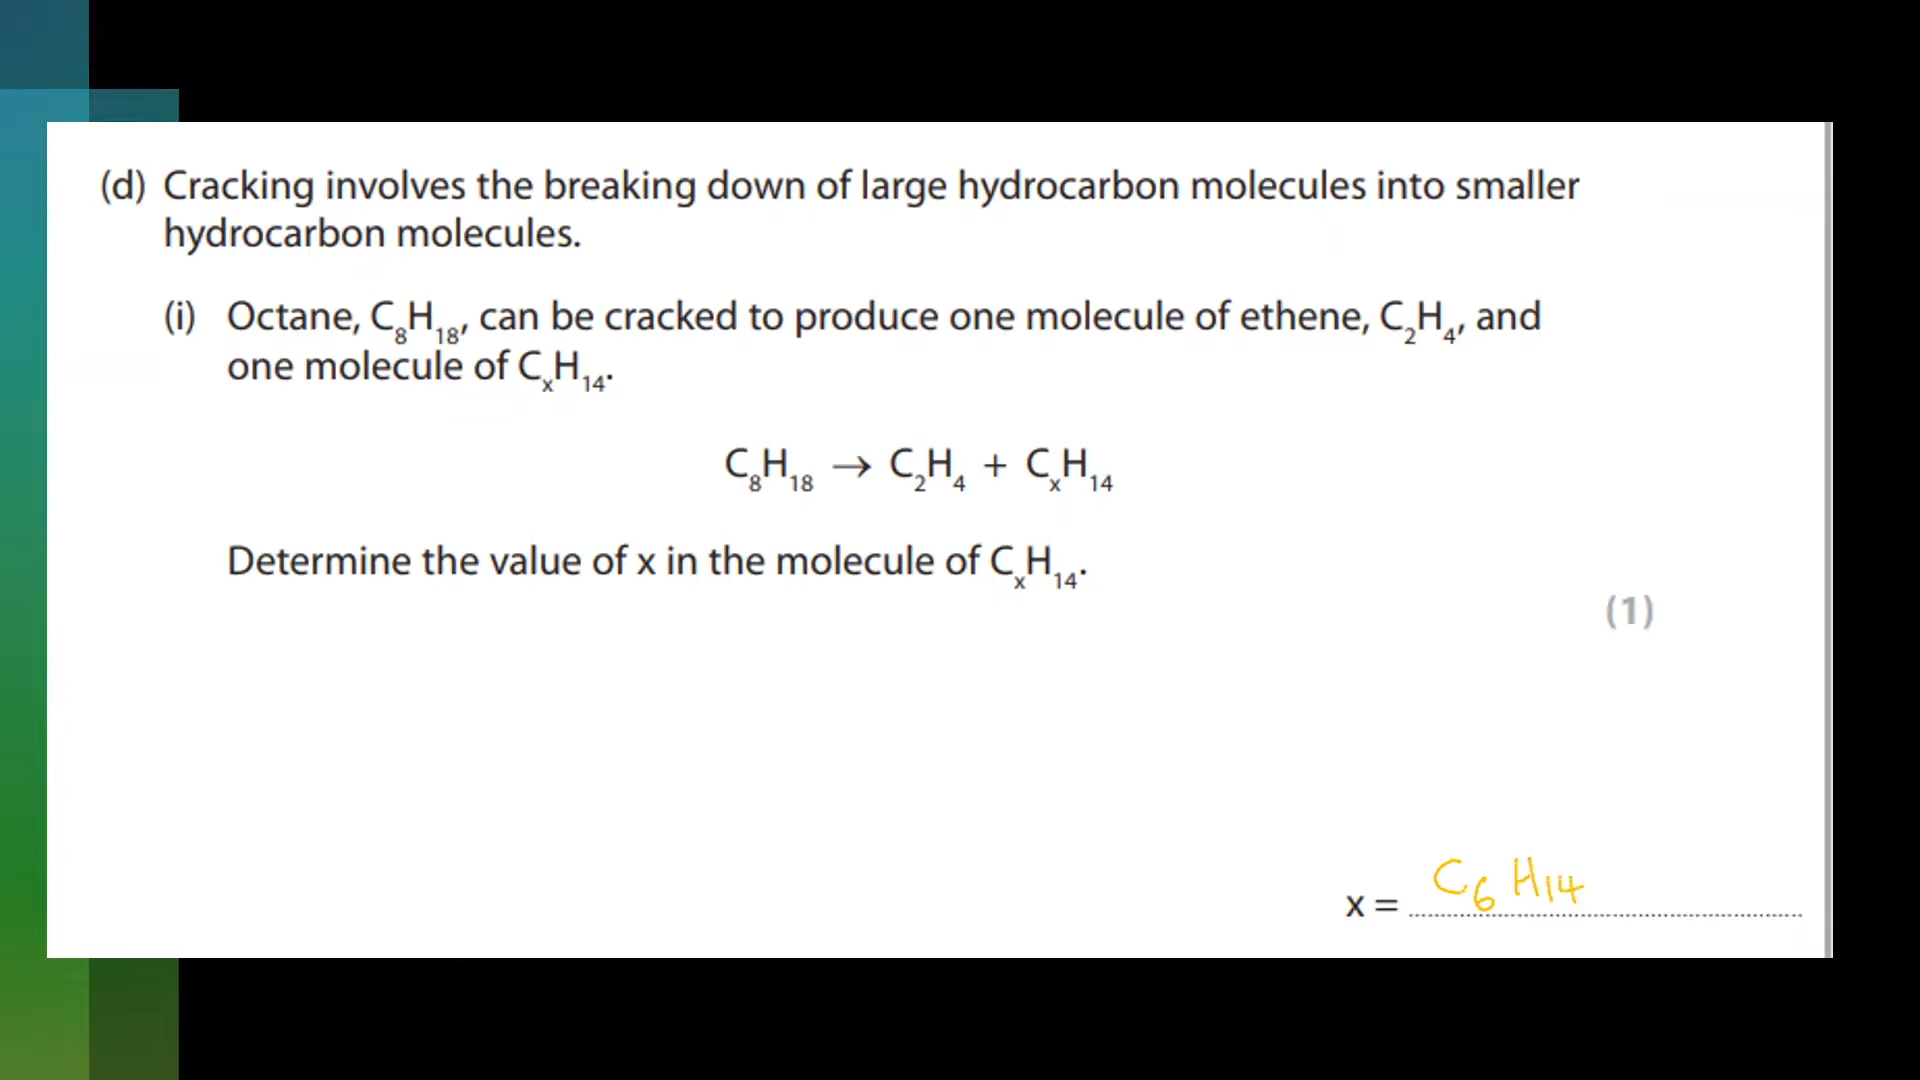 (d) Cracking involves the breaking down of large hydrocarbon molecules into smaller
hydrocarbon molecules.
(i) Octane, C₈H₁₈, can be cracked to produce one molecule of ethene, C₂H₄, and
one molecule of CₓH₁₄.
C₈H₁₈ → C₂H₄ + CₓH₁₄
Determine the value of x in the molecule of CₓH₁₄.
(1)
x = C₆H₁₄